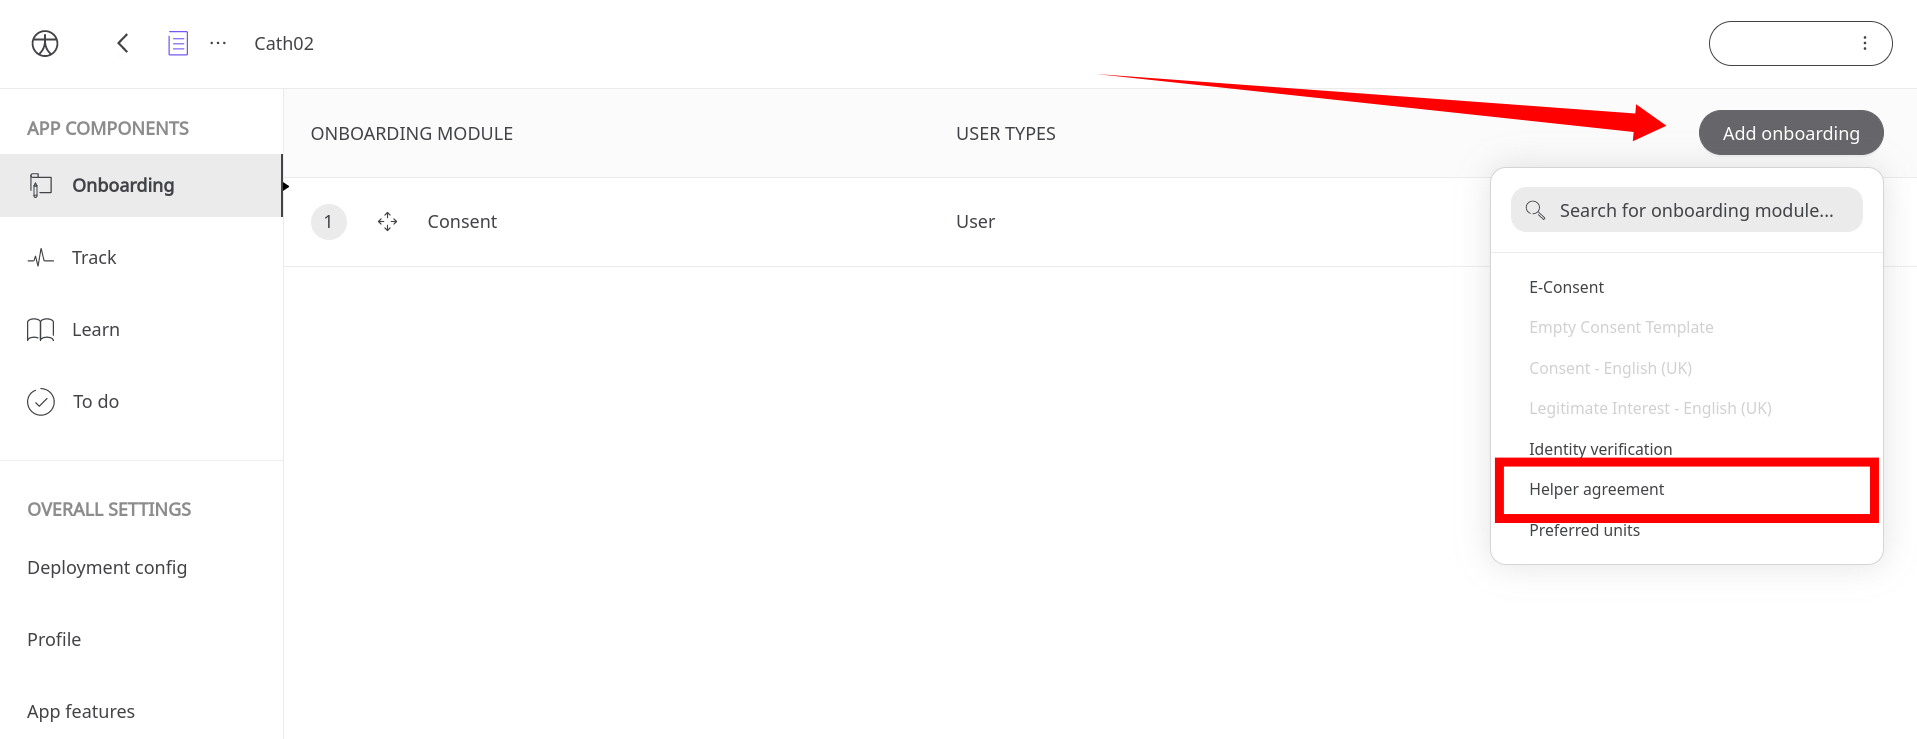 Cath02
APP COMPONENTS
Onboarding
Track
Learn
To do
OVERALL SETTINGS
Deployment config
Profile
App features
ONBOARDING MODULE
USER TYPES
Add onboarding
1
Consent
User
Search for onboarding module...
E-Consent
Empty Consent Template
Consent - English (UK)
Legitimate Interest - English (UK)
Identity verification
Helper agreement
Preferred units